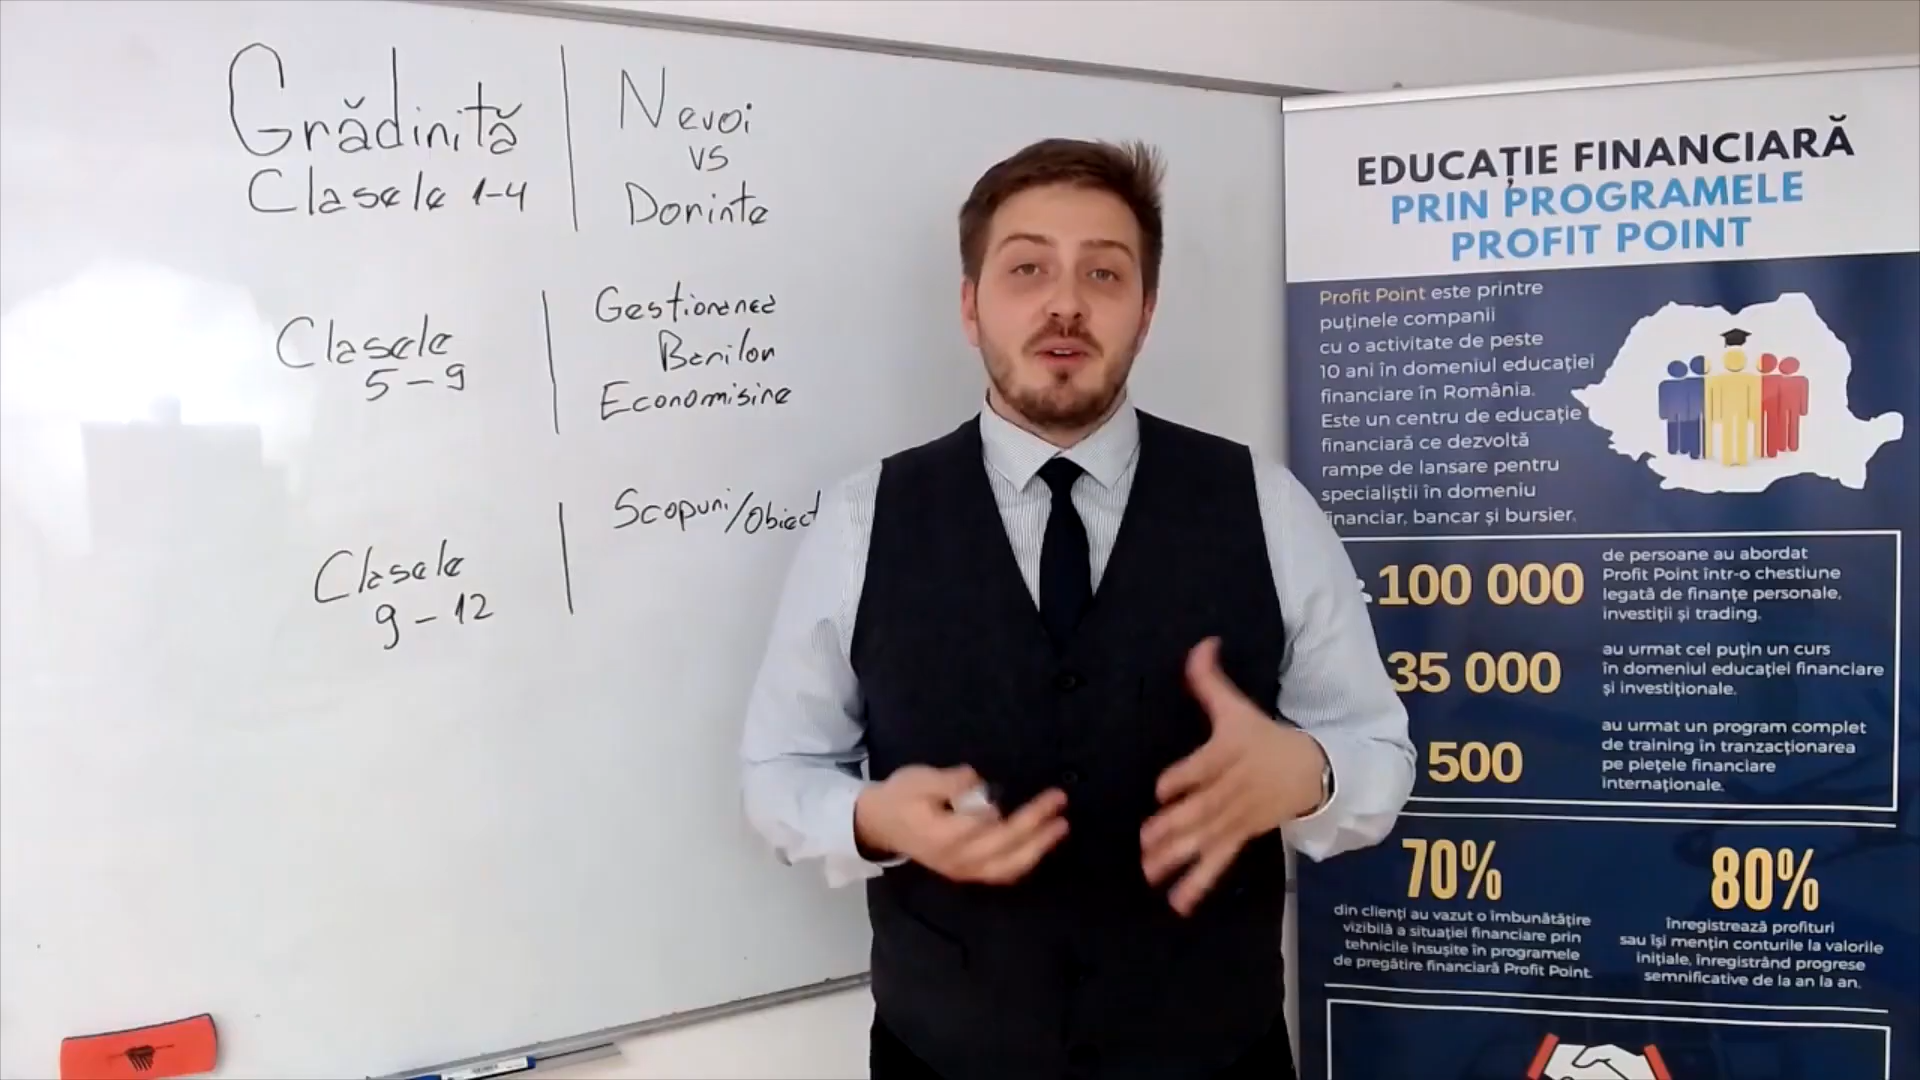 Grădinită
Clasele 1-4
Nevoi
vs
Dorințe
Clasele
5-9
Gestionarea
Banilor
Economisire
Clasele
9-12
Scopuri/Obiect
EDUCAȚIE FINANCIARĂ
PRIN PROGRAMELE
PROFIT POINT
Profit Point este printre
puținele companii
cu o activitate de peste
10 ani în domeniul educației
financiare în România.
Este un centru de educație
financiară ce dezvoltă
rampe de lansare pentru
specialiștii în domeniu
financiar, bancar și bursier.
100 000
de persoane au abordat
Profit Point într-o chestiune
legată de finanțe personale,
investiții și trading.
35 000
au urmat cel puțin un curs
în domeniul educației financiare
și investiționale.
500
au urmat un program complet
de training în tranzacționarea
pe piețele financiare
internaționale.
70%
din clienți au vazut o îmbunătățire
vizibilă a situației financiare prin
tehnicile însușite în programele
de pregătire financiară Profit Point.
80%
înregistrează profituri
sau își mențin conturile la valorile
inițiale, înregistrând progrese
semnificative de la an la an.